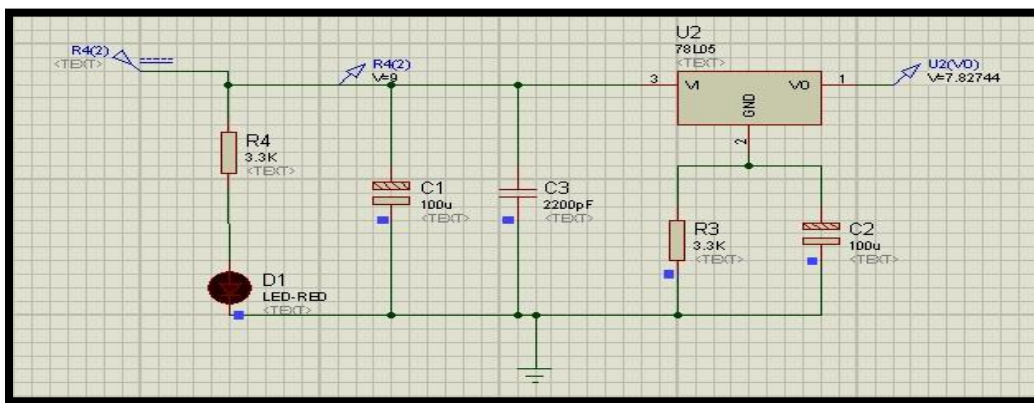 R4(2)
<TEXT>
R4(2)
V=9
U2
78L05
<TEXT>
3
VI
VO
1
GND
2
U2(VO)
V=7.82744
R4
3.3K
<TEXT>
C1
100u
<TEXT>
C3
2200pF
<TEXT>
R3
3.3K
<TEXT>
C2
100u
<TEXT>
D1
LED-RED
<TEXT>